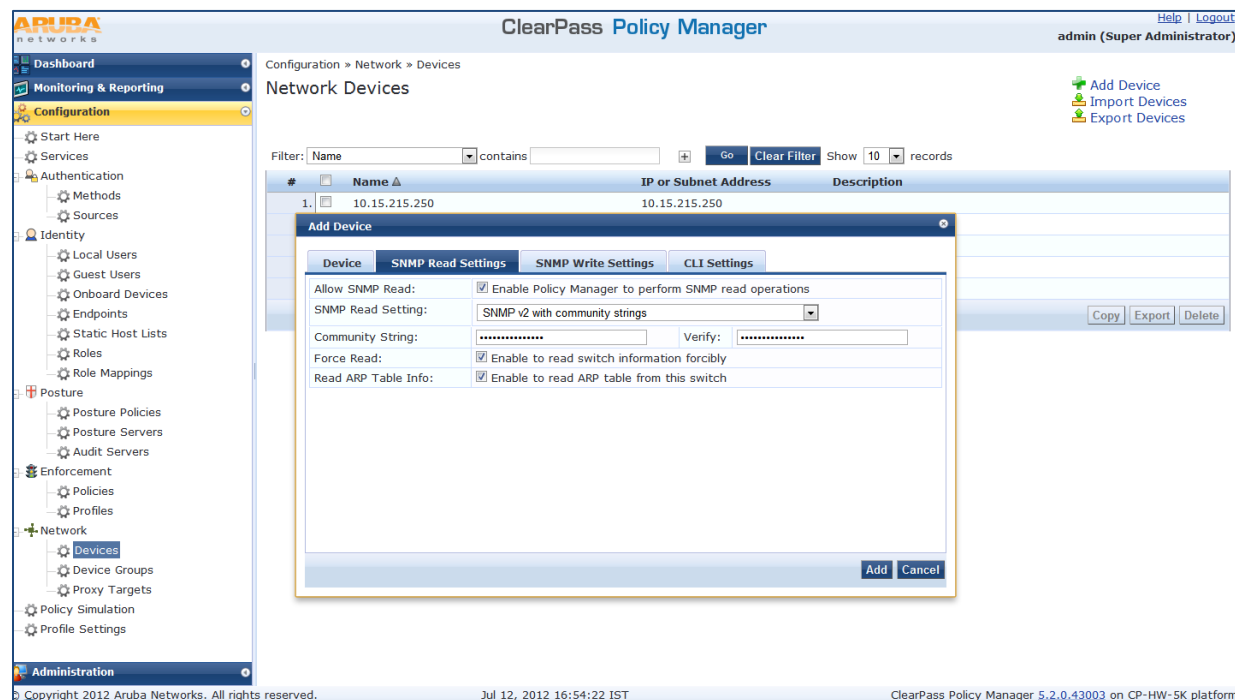 ARUBA
networks
ClearPass Policy Manager
Help | Logout
admin (Super Administrator)
Dashboard
Monitoring & Reporting
Configuration
Start Here
Services
Authentication
Methods
Sources
Identity
Local Users
Guest Users
Onboard Devices
Endpoints
Static Host Lists
Roles
Role Mappings
Posture
Posture Policies
Posture Servers
Audit Servers
Enforcement
Policies
Profiles
Network
Devices
Device Groups
Proxy Targets
Policy Simulation
Profile Settings
Administration
Configuration » Network » Devices
Network Devices
Add Device
Import Devices
Export Devices
Filter: Name contains Go Clear Filter Show 10 records
# Name IP or Subnet Address Description
1. 10.15.215.250 10.15.215.250
Add Device
Device SNMP Read Settings SNMP Write Settings CLI Settings
Allow SNMP Read: Enable Policy Manager to perform SNMP read operations
SNMP Read Setting: SNMP v2 with community strings
Community String: ••••••••••••••• Verify: •••••••••••••••
Force Read: Enable to read switch information forcibly
Read ARP Table Info: Enable to read ARP table from this switch
Add Cancel
Copy Export Delete
© Copyright 2012 Aruba Networks. All rights reserved. Jul 12, 2012 16:54:22 IST ClearPass Policy Manager 5.2.0.43003 on CP-HW-5K platform